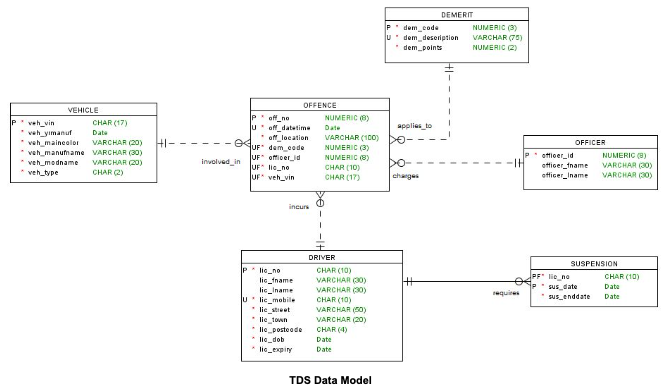 DEMERIT
P * dem_code NUMERIC (3)
U * dem_description VARCHAR (75)
* dem_points NUMERIC (2)
VEHICLE
P * veh_vin CHAR (17)
* veh_yrmanuf Date
* veh_maincolor VARCHAR (20)
* veh_manufname VARCHAR (30)
* veh_modname VARCHAR (20)
* veh_type CHAR (2)
involved_in
OFFENCE
P * off_no NUMERIC (8)
U * off_datetime Date
* off_location VARCHAR (100)
UF* dem_code NUMERIC (3)
UF* officer_id NUMERIC (8)
UF* lic_no CHAR (10)
UF* veh_vin CHAR (17)
applies_to
charges
OFFICER
P * officer_id NUMERIC (8)
officer_fname VARCHAR (30)
officer_lname VARCHAR (30)
incurs
DRIVER
P * lic_no CHAR (10)
lic_fname VARCHAR (30)
lic_lname VARCHAR (30)
U * lic_mobile CHAR (10)
* lic_street VARCHAR (50)
* lic_town VARCHAR (20)
* lic_postcode CHAR (4)
* lic_dob Date
* lic_expiry Date
requires
SUSPENSION
PF* lic_no CHAR (10)
P * sus_date Date
* sus_enddate Date
TDS Data Model